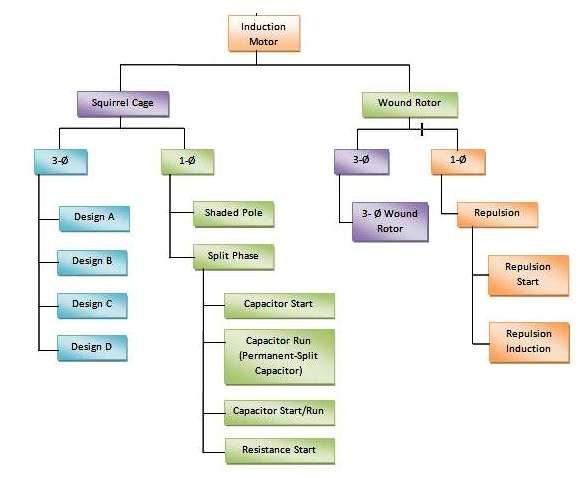 Induction
Motor
Squirrel Cage
Wound Rotor
3-Ø
1-Ø
3-Ø
1-Ø
Design A
Design B
Design C
Design D
Shaded Pole
Split Phase
Capacitor Start
Capacitor Run
(Permanent-Split
Capacitor)
Capacitor Start/Run
Resistance Start
3- Ø Wound
Rotor
Repulsion
Repulsion
Start
Repulsion
Induction